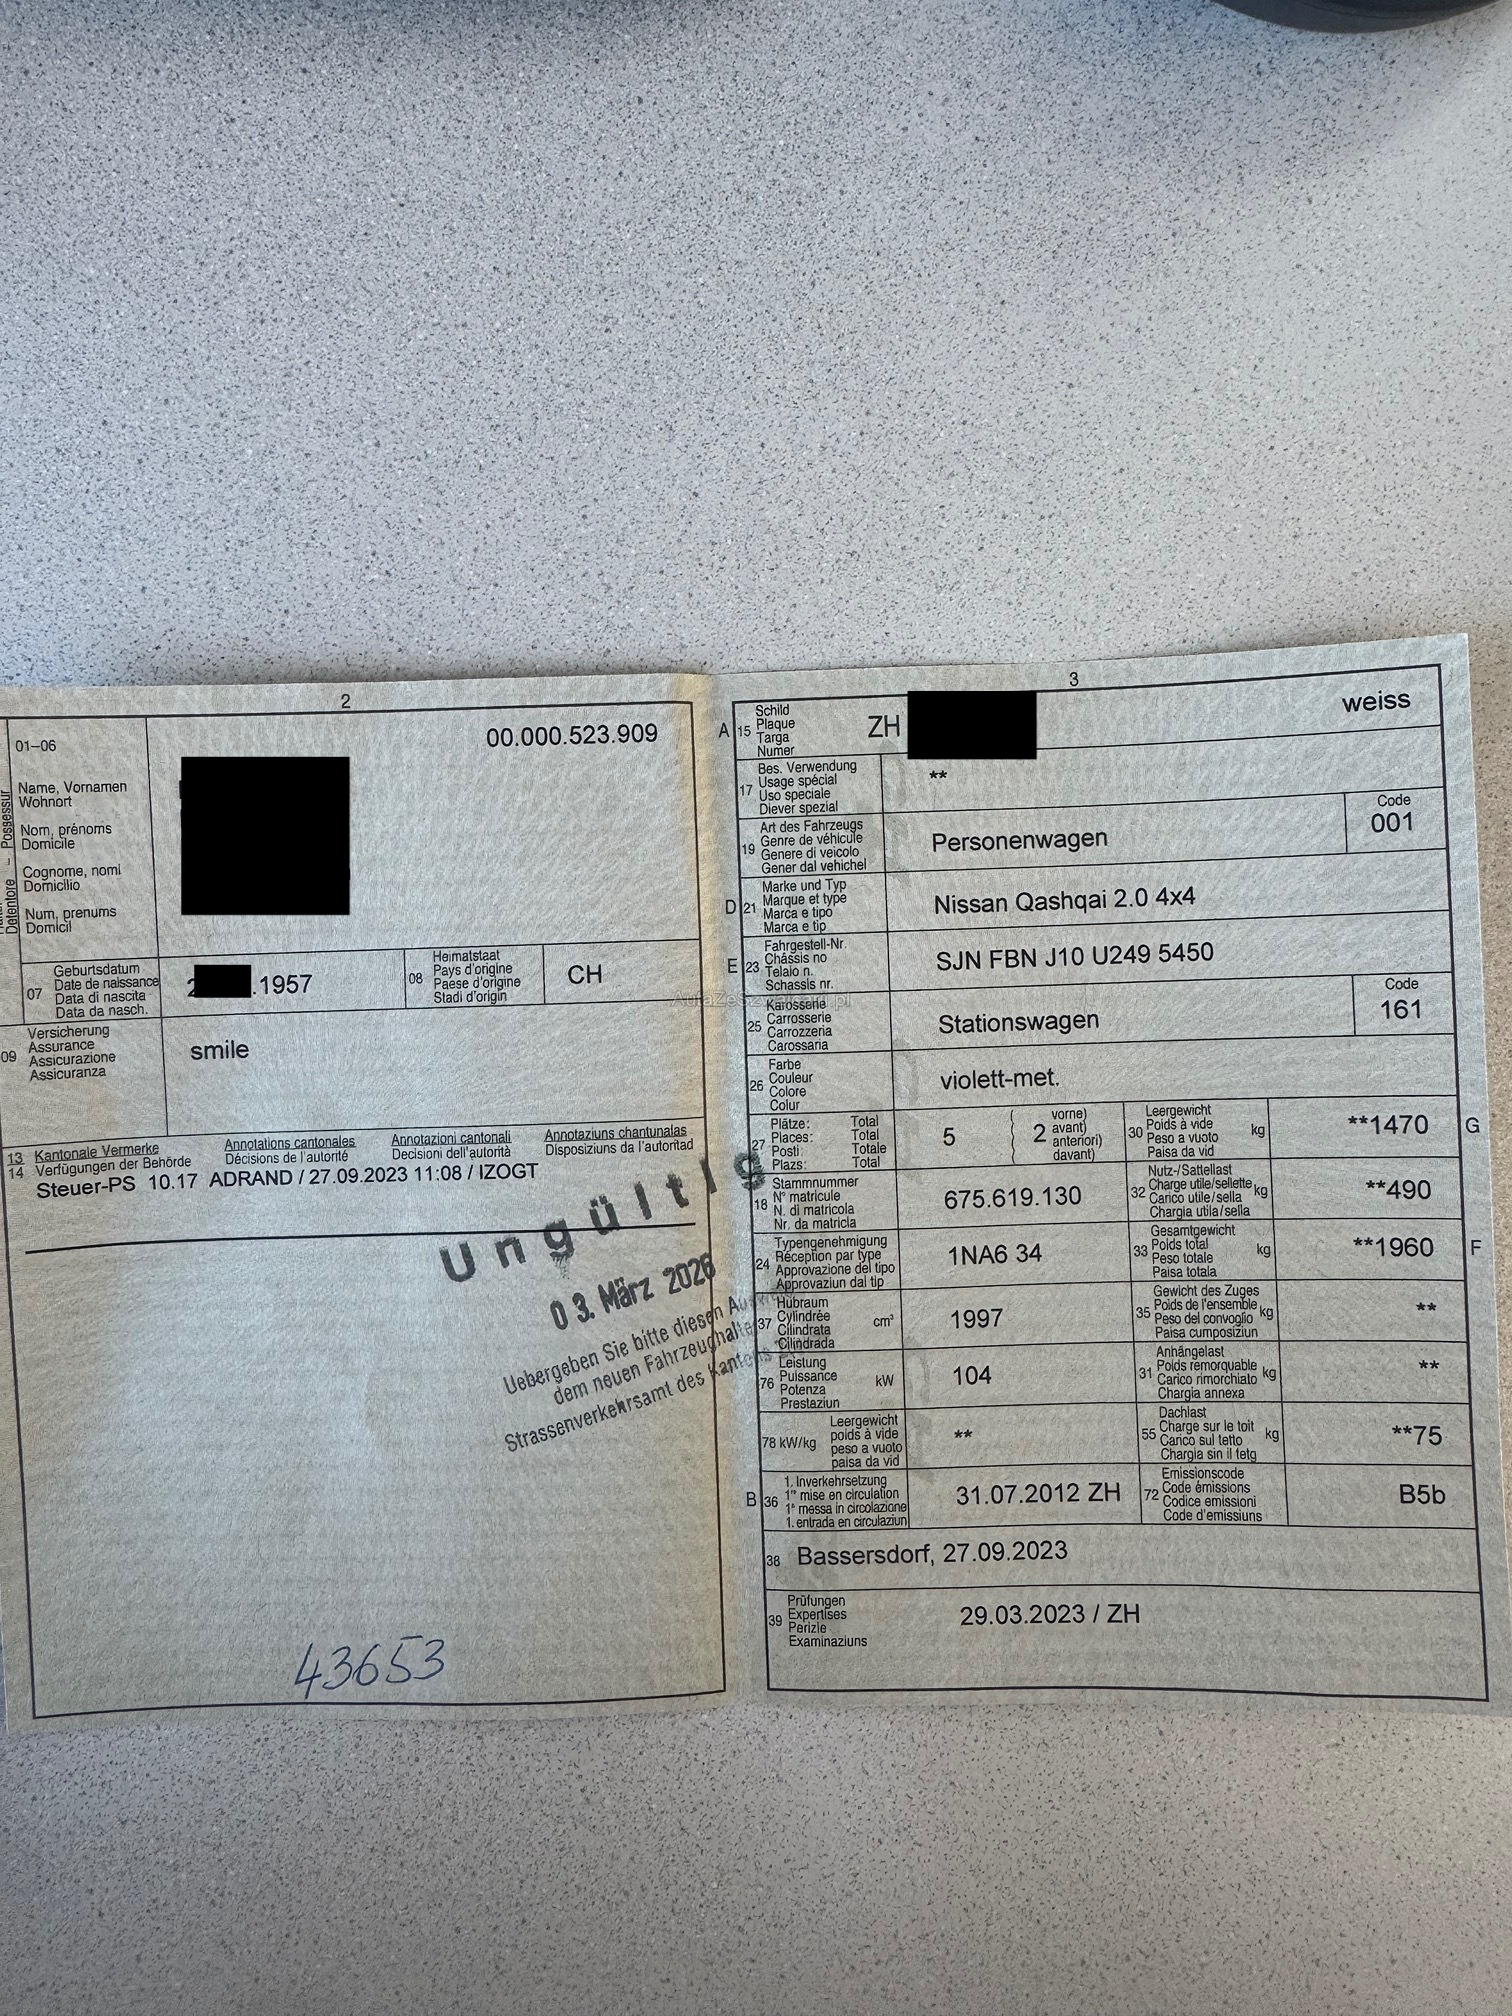 2
01–06
00.000.523.909
Possessur
Detentore –
Name, Vornamen
Wohnort
Nom, prénoms
Domicile
Cognome, nomi
Domicilio
Num, prenums
Domicil
07
Geburtsdatum
Date de naissance
Data di nascita
Data da nasch.
2
.1957
08
Heimatstaat
Pays d'origine
Paese d'origine
Stadi d'origin
CH
09
Versicherung
Assurance
Assicurazione
Assicuranza
smile
13 Kantonale Vermerke
14 Verfügungen der Behörde
Annotations cantonales
Décisions de l'autorité
Annotazioni cantonali
Decisioni dell'autorità
Annotaziuns chantunalas
Disposiziuns da l'autoritad
Steuer-PS 10.17 ADRAND / 27.09.2023 11:08 / IZOGT
Ungültig
03. März 2026
Uebergeben Sie bitte diesen
dem neuen Fahrzeughalter
Strassenverkehrsamt des Kantons
43653
3
A 15
Schild
Plaque
Targa
Numer
ZH
weiss
17
Bes. Verwendung
Usage spécial
Uso speciale
Diever spezial
**
19
Art des Fahrzeugs
Genre de véhicule
Genere di veicolo
Gener dal vehichel
Personenwagen
Code
001
D 21
Marke und Typ
Marque et type
Marca e tipo
Marca e tip
Nissan Qashqai 2.0 4x4
E 23
Fahrgestell-Nr.
Châssis no
Telaio n.
Schassis nr.
SJN FBN J10 U249 5450
25
Karosserie
Carrosserie
Carrozzeria
Carossaria
Stationswagen
Code
161
26
Farbe
Couleur
Colore
Colur
violett-met.
27
Plätze: Total
Places: Total
Posti: Totale
Plazs: Total
5
( vorne)
( 2 avant)
( anteriori)
( davant)
30
Leergewicht
Poids à vide
Peso a vuoto
Paisa da vid
kg
**1470
G
18
Stammnummer
N° matricule
N. di matricola
Nr. da matricla
675.619.130
32
Nutz-/Sattellast
Charge utile/sellette
Carico utile/sella
Chargia utila/sella
kg
**490
24
Typengenehmigung
Réception par type
Approvazione del tipo
Approvaziun dal tip
1NA6 34
33
Gesamtgewicht
Poids total
Peso totale
Paisa totala
kg
**1960
F
37
Hubraum
Cylindrée
Cilindrata
Cilindrada
cm³
1997
35
Gewicht des Zuges
Poids de l'ensemble
Peso del convoglio
Paisa cumposiziun
kg
**
76
Leistung
Puissance
Potenza
Prestaziun
kW
104
31
Anhängelast
Poids remorquable
Carico rimorchiato
Chargia annexa
kg
**
78 kW/kg
Leergewicht
poids à vide
peso a vuoto
paisa da vid
**
55
Dachlast
Charge sur le toit
Carico sul tetto
Chargia sin il tetg
kg
**75
B 36
1. Inverkehrsetzung
1re mise en circulation
1a messa in circolazione
1. entrada en circulaziun
31.07.2012 ZH
72
Emissionscode
Code émissions
Codice emissioni
Code d'emissiuns
B5b
38
Bassersdorf, 27.09.2023
39
Prüfungen
Expertises
Perizie
Examinaziuns
29.03.2023 / ZH